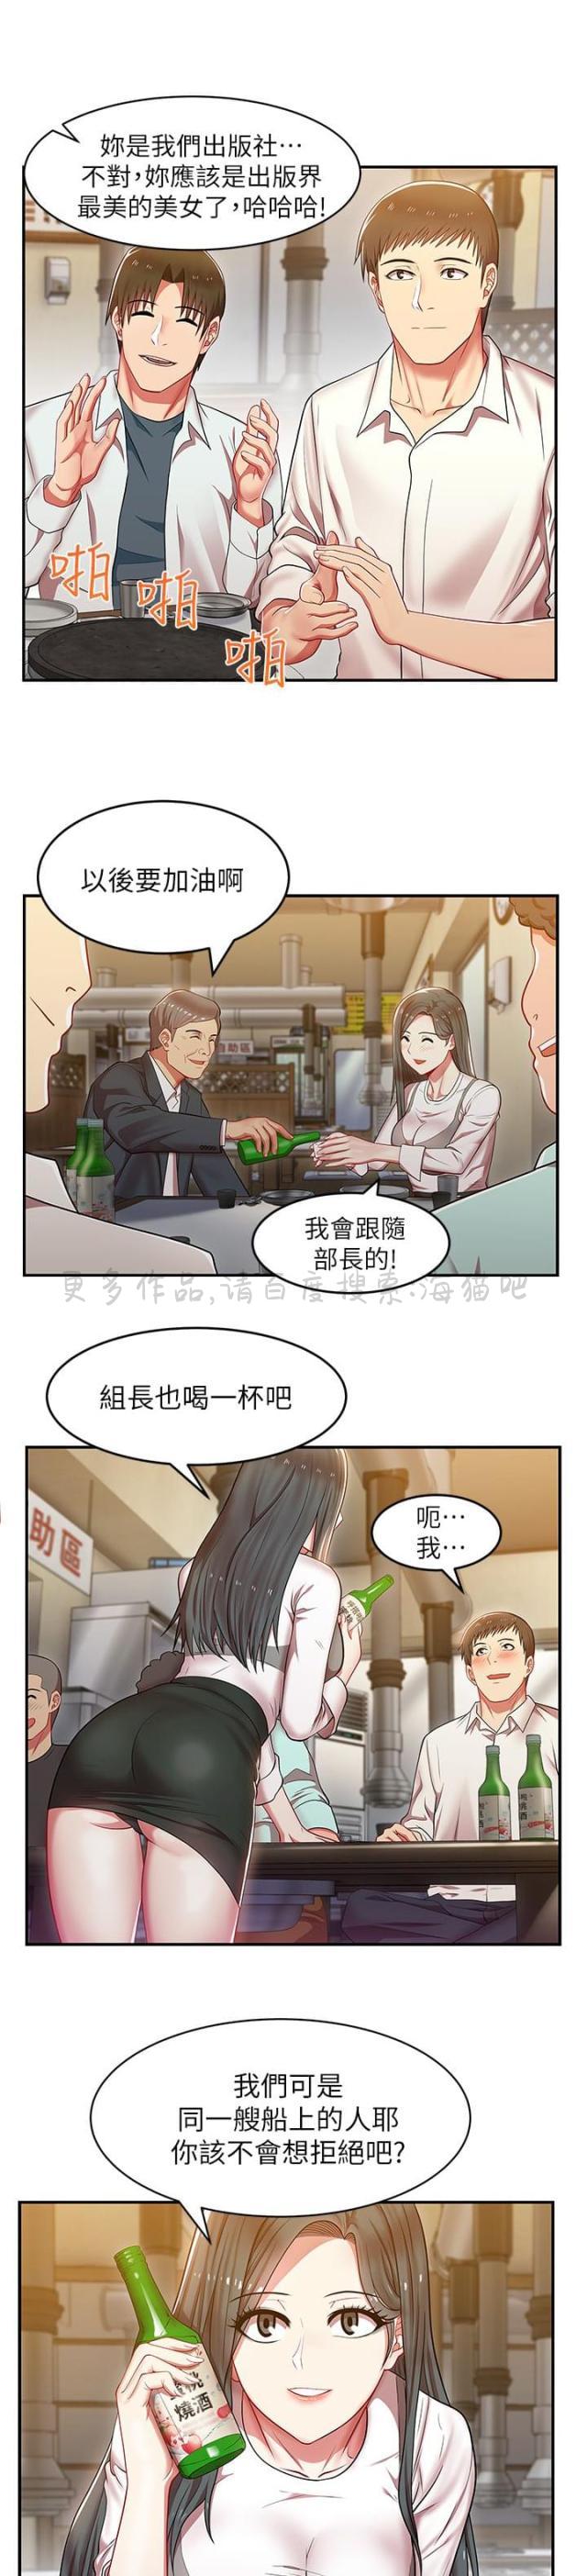 妳是我們出版社⋯
不對，妳應該是出版界
最美的美女了，哈哈哈!
啪
啪
啪
以後要加油啊
自助區
我會跟隨
部長的!
更多作品,请百度搜索:海猫吧
組長也喝一杯吧
助區
呃⋯
我⋯
我們可是
同一艘船上的人耶
你該不會想拒絕吧?
桃
燒酒